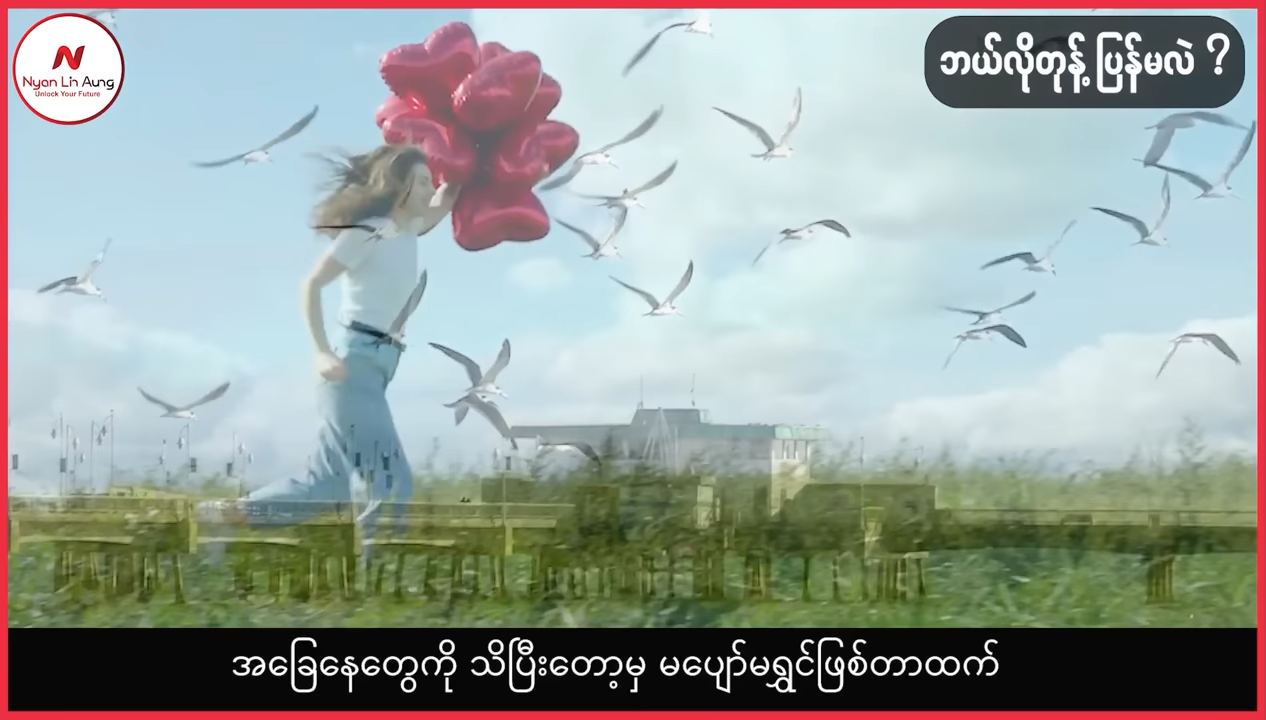 Nyan Lin Aung
Unlock Your Future
ဘယ်လိုတုန့် ပြန်မလဲ ?
အခြေနေတွေကို သိပြီးတော့မှ မပျော်မရွှင်ဖြစ်တာထက်